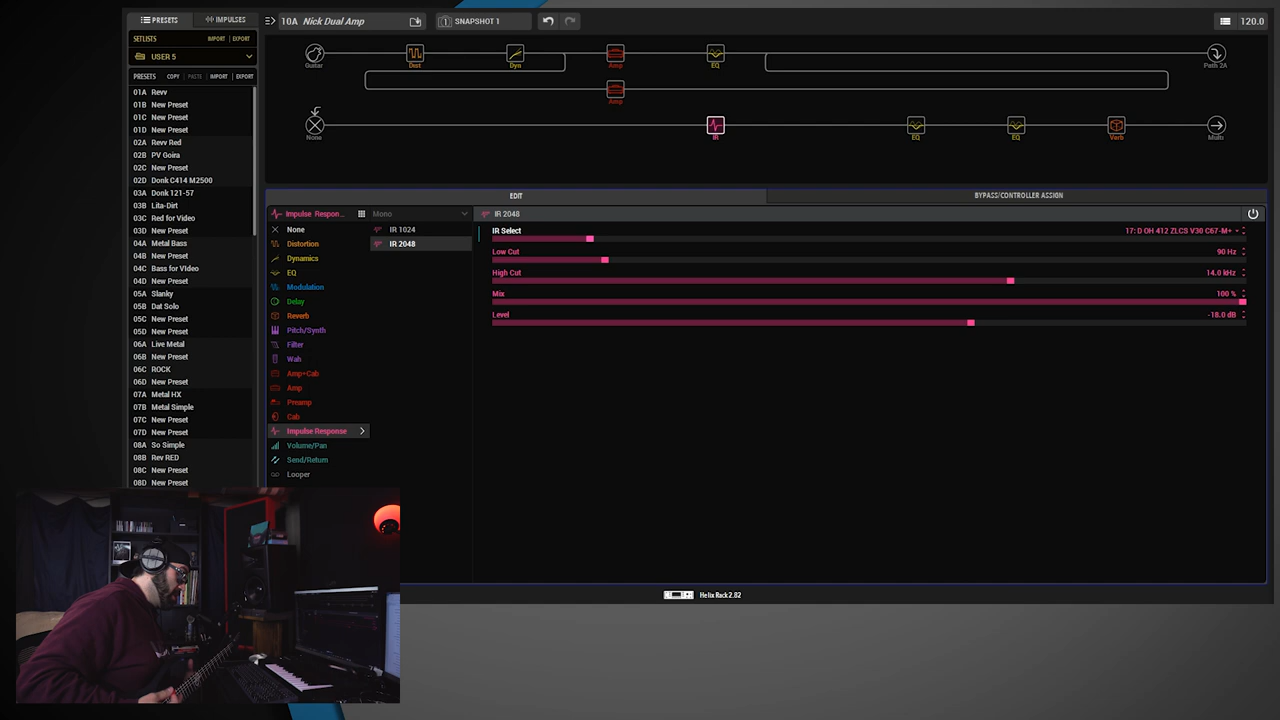 PRESETS
IMPULSES
10A Nick Dual Amp
SNAPSHOT 1
120.0
SETLISTS
IMPORT
EXPORT
USER 5
PRESETS
COPY
PASTE
IMPORT
EXPORT
01A Revv
01B New Preset
01C New Preset
01D New Preset
02A Revv Red
02B PV Goira
02C New Preset
02D Donk C414 M2500
03A Donk 121-57
03B Lita-Dirt
03C Red for Video
03D New Preset
04A Metal Bass
04B New Preset
04C Bass for VIdeo
04D New Preset
05A Slanky
05B Dat Solo
05C New Preset
05D New Preset
06A Live Metal
06B New Preset
06C ROCK
06D New Preset
07A Metal HX
07B Metal Simple
07C New Preset
07D New Preset
08A So Simple
08B Rev RED
08C New Preset
08D New Preset
Guitar
Dist
Dyn
Amp
EQ
Path 2A
Amp
None
IR
EQ
EQ
Verb
Multi
EDIT
BYPASS/CONTROLLER ASSIGN
Impulse Respon...
Mono
IR 2048
None
Distortion
Dynamics
EQ
Modulation
Delay
Reverb
Pitch/Synth
Filter
Wah
Amp+Cab
Amp
Preamp
Cab
Impulse Response
Volume/Pan
Send/Return
Looper
IR 1024
IR 2048
IR Select 17: D OH 412 ZLCS V30 C67-M+
Low Cut 90 Hz
High Cut 14.0 kHz
Mix 100 %
Level -18.0 dB
Helix Rack 2.82